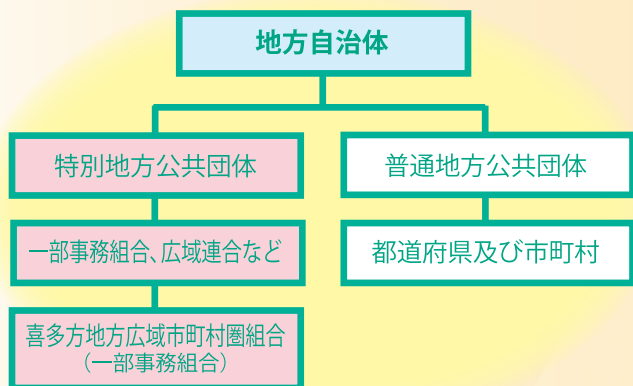 地方自治体
特別地方公共団体
普通地方公共団体
一部事務組合、広域連合など
都道府県及び市町村
喜多方地方広域市町村圏組合
（一部事務組合）